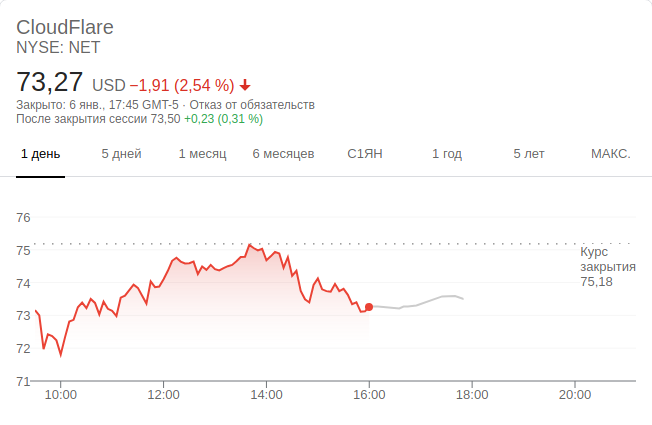 CloudFlare
NYSE: NET
73,27 USD −1,91 (2,54 %)
Закрыто: 6 янв., 17:45 GMT-5 · Отказ от обязательств
После закрытия сессии 73,50 +0,23 (0,31 %)
1 день 5 дней 1 месяц 6 месяцев С1ЯН 1 год 5 лет МАКС.
76
75
74
73
72
71
Курс
закрытия
75,18
10:00 12:00 14:00 16:00 18:00 20:00